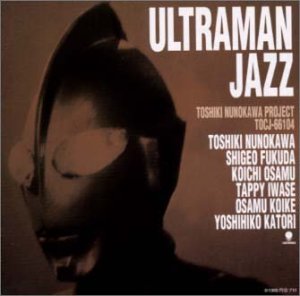 ULTRAMAN
JAZZ
TOSHIKI NUNOKAWA PROJECT
TOCJ-66104
TOSHIKI NUNOKAWA
SHIGEO FUKUDA
KOICHI OSAMU
TAPPY IWASE
OSAMU KOIKE
YOSHIHIKO KATORI